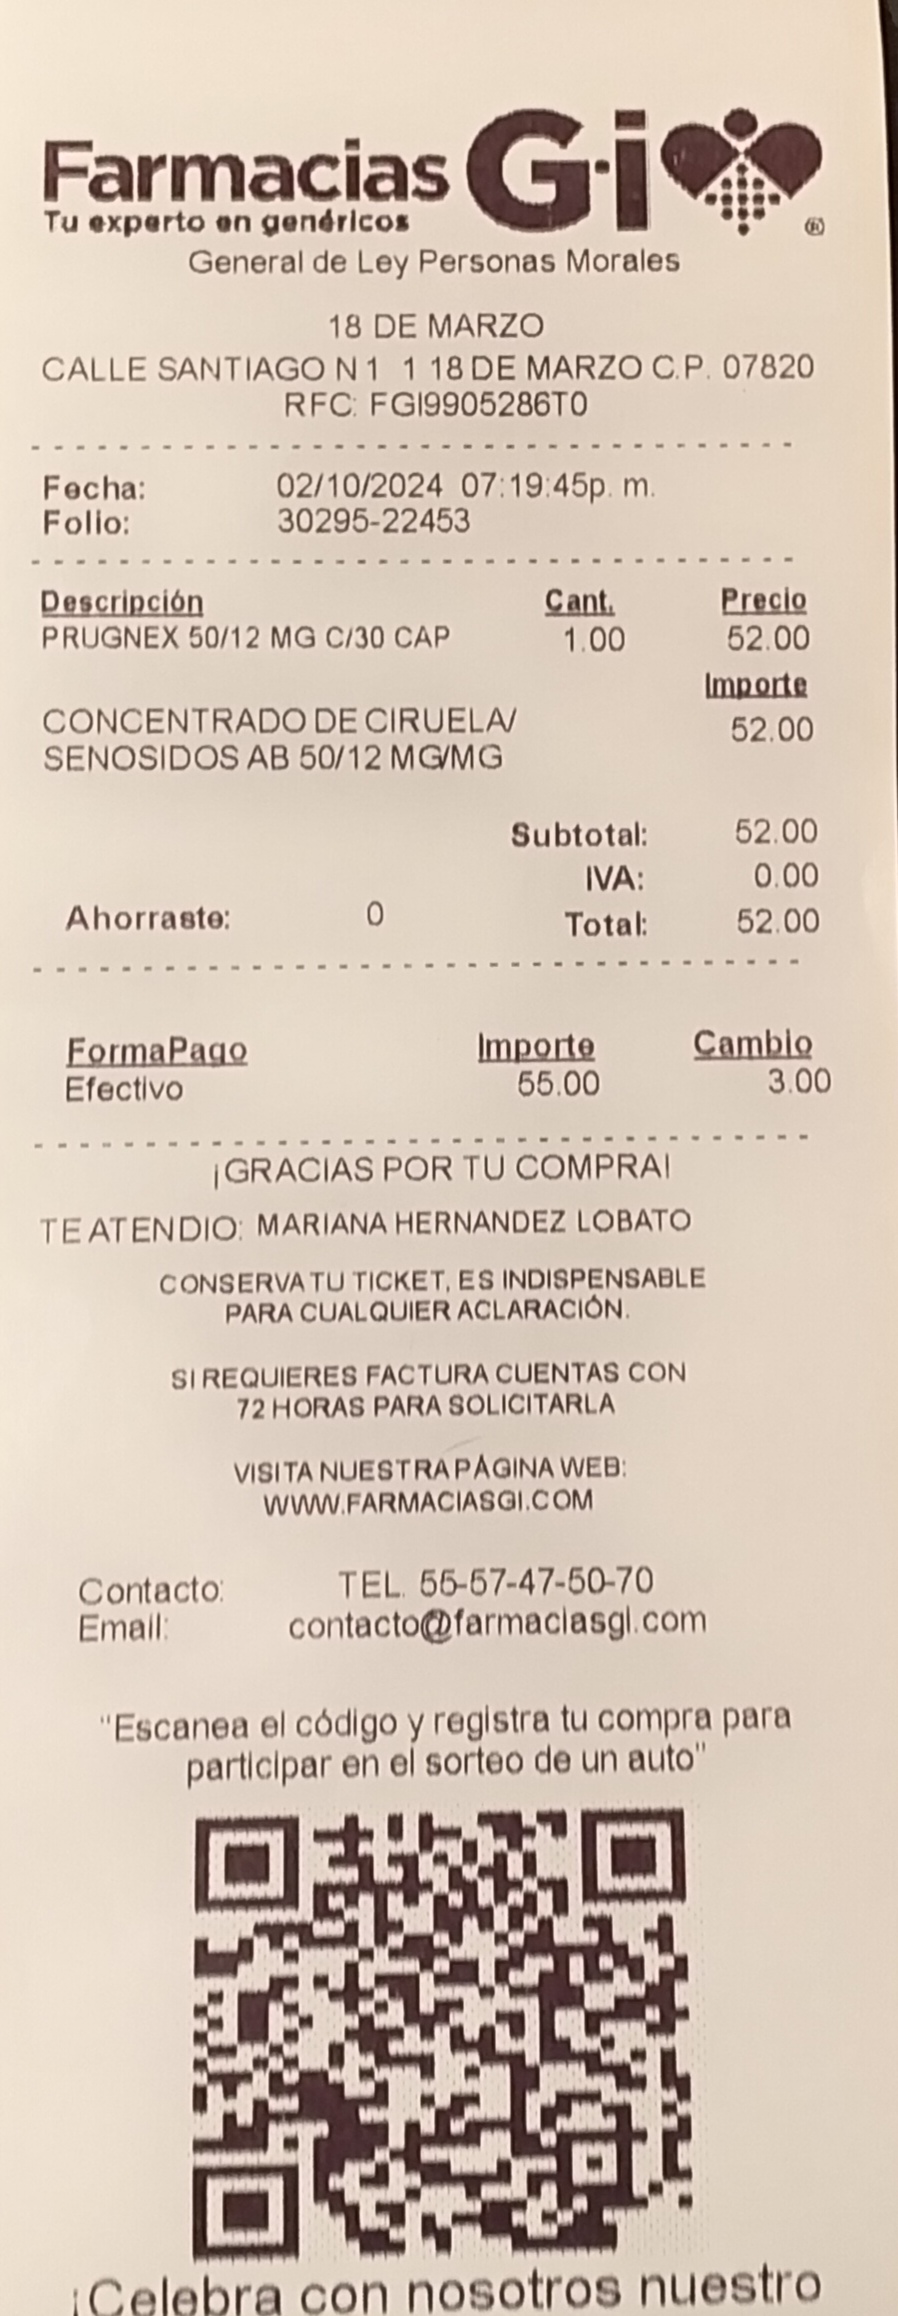 Farmacias Gi ®
Tu experto en genéricos
General de Ley Personas Morales
18 DE MARZO
CALLE SANTIAGO N 1 1 18 DE MARZO C.P. 07820
RFC: FGI9905286T0
Fecha: 02/10/2024 07:19:45p. m.
Folio: 30295-22453
Descripción Cant. Precio
PRUGNEX 50/12 MG C/30 CAP 1.00 52.00
Importe
CONCENTRADO DE CIRUELA/ 52.00
SENOSIDOS AB 50/12 MG/MG
Subtotal: 52.00
IVA: 0.00
Ahorraste: 0 Total: 52.00
FormaPago Importe Cambio
Efectivo 55.00 3.00
¡GRACIAS POR TU COMPRA!
TE ATENDIO: MARIANA HERNANDEZ LOBATO
CONSERVA TU TICKET, ES INDISPENSABLE
PARA CUALQUIER ACLARACIÓN.
SI REQUIERES FACTURA CUENTAS CON
72 HORAS PARA SOLICITARLA
VISITA NUESTRA PÁGINA WEB:
WWW.FARMACIASGI.COM
Contacto: TEL. 55-57-47-50-70
Email: contacto@farmaciasgi.com
"Escanea el código y registra tu compra para
participar en el sorteo de un auto"
¡Celebra con nosotros nuestro